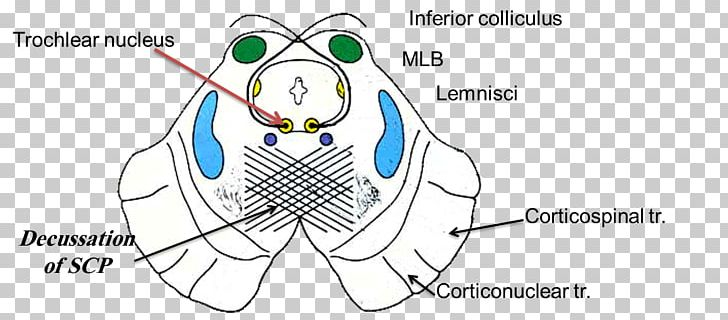 Inferior colliculus
Trochlear nucleus
MLB
Lemnisci
Corticospinal tr.
Decussation
of SCP
Corticonuclear tr.